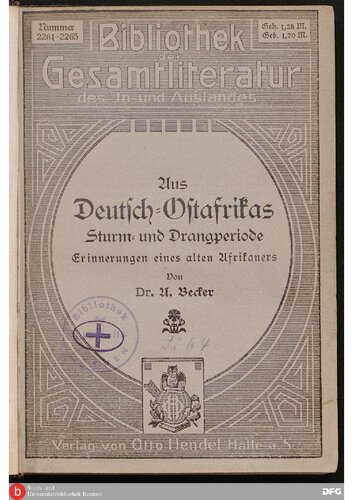 Nummer
2261–2265
Geh. 1,25 M.
Geb. 1,70 M.
Bibliothek
der
Gesamtliteratur
des In- und Auslandes
Aus
Deutsch-Ostafrikas
Sturm- und Drangperiode
Erinnerungen eines alten Afrikaners
Von
Dr. A. Becker
Bibliothek
Verlag von Otto Hendel Halle a. S.
Staats- und
Universitätsbibliothek Bremen
DFG